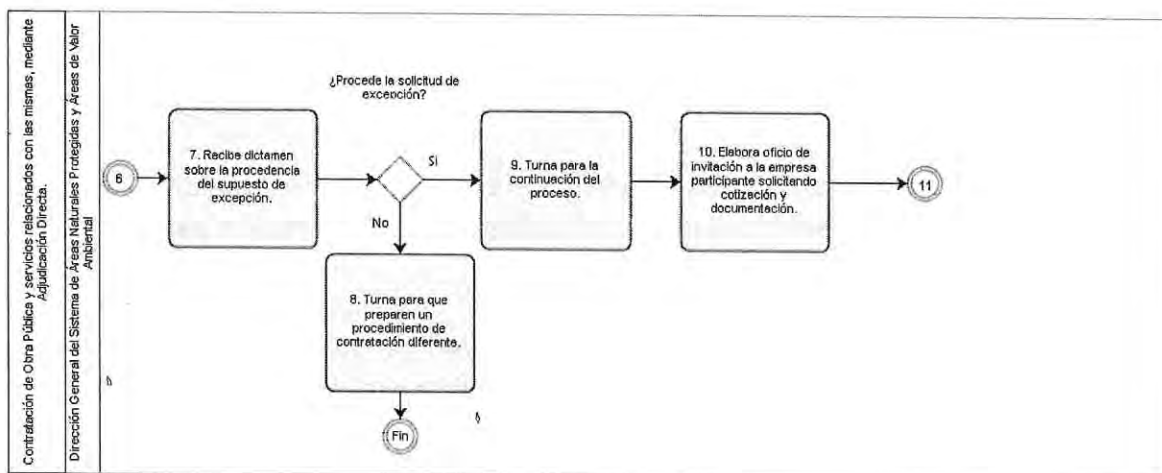 Contratación de Obra Pública y servicios relacionados con las mismas, mediante
Adjudicación Directa.
Dirección General del Sistema de Áreas Naturales Protegidas y Areas de Valor
Ambiental
¿Procede la solicitud de
excepción?
6
7. Recibe dictamen
sobre la procedencia
del supuesto de
excepción.
Si
No
9. Turna para la
continuación del
proceso.
10. Elabora oficio de
invitación a la empresa
participante solicitando
cotización y
documentación.
11
8. Turna para que
preparen un
procedimiento de
contratación diferente.
Fin